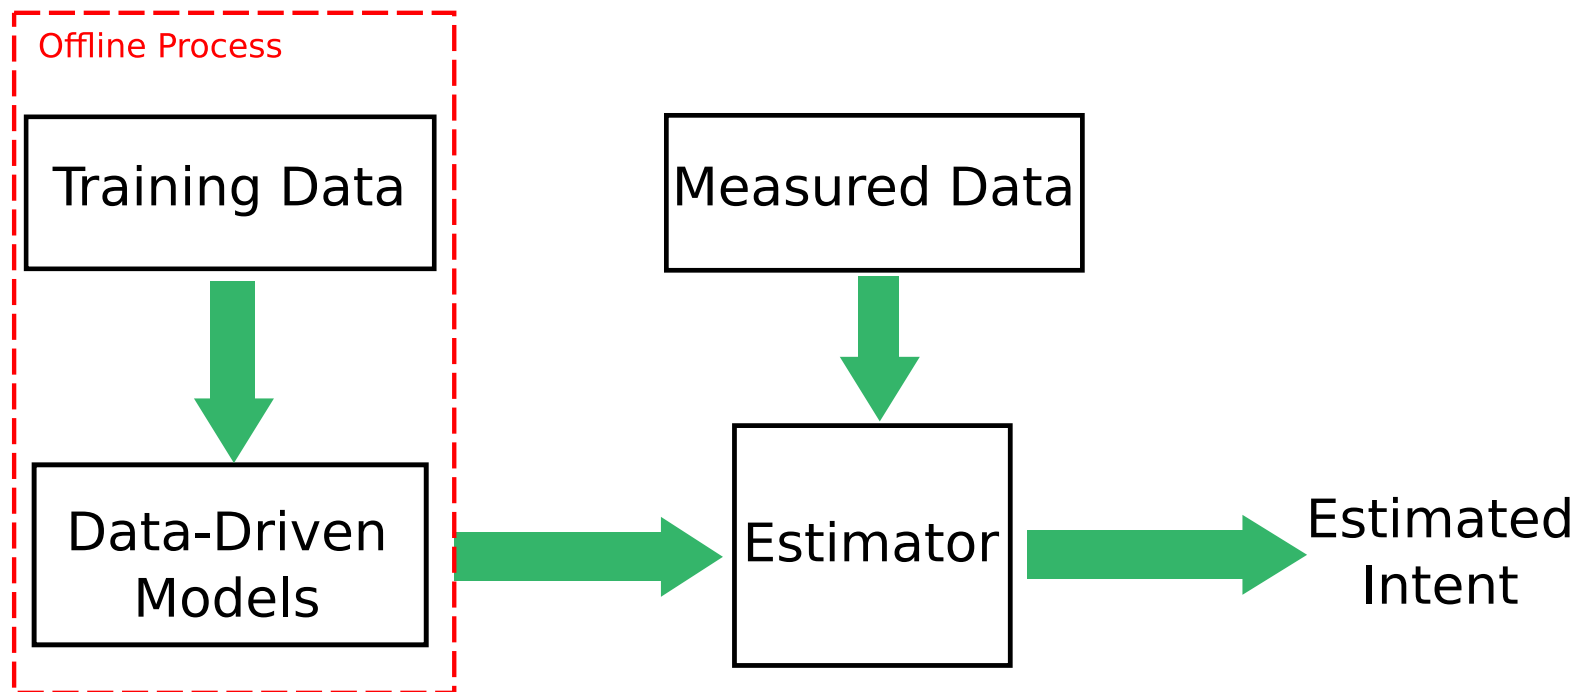 Offline Process
Training Data
Measured Data
Data-Driven
Models
Estimator
Estimated
Intent